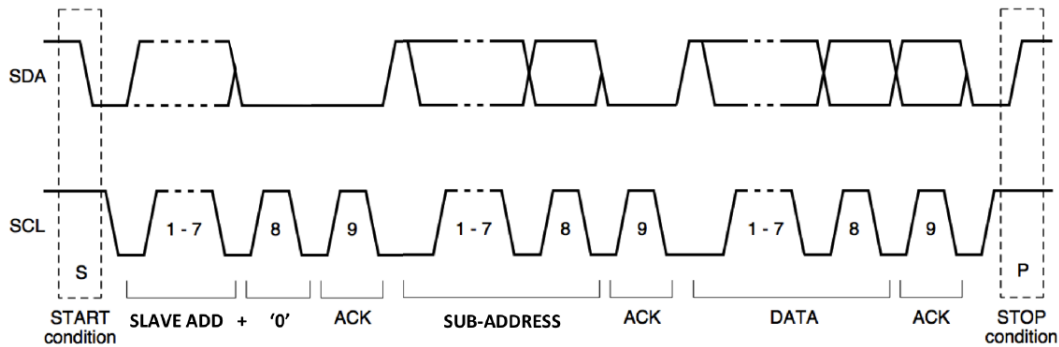 SDA
SCL
1 - 7
8
9
1 - 7
8
9
1 - 7
8
9
S
P
START
condition
SLAVE ADD + ‘0’
ACK
SUB-ADDRESS
ACK
DATA
ACK
STOP
condition